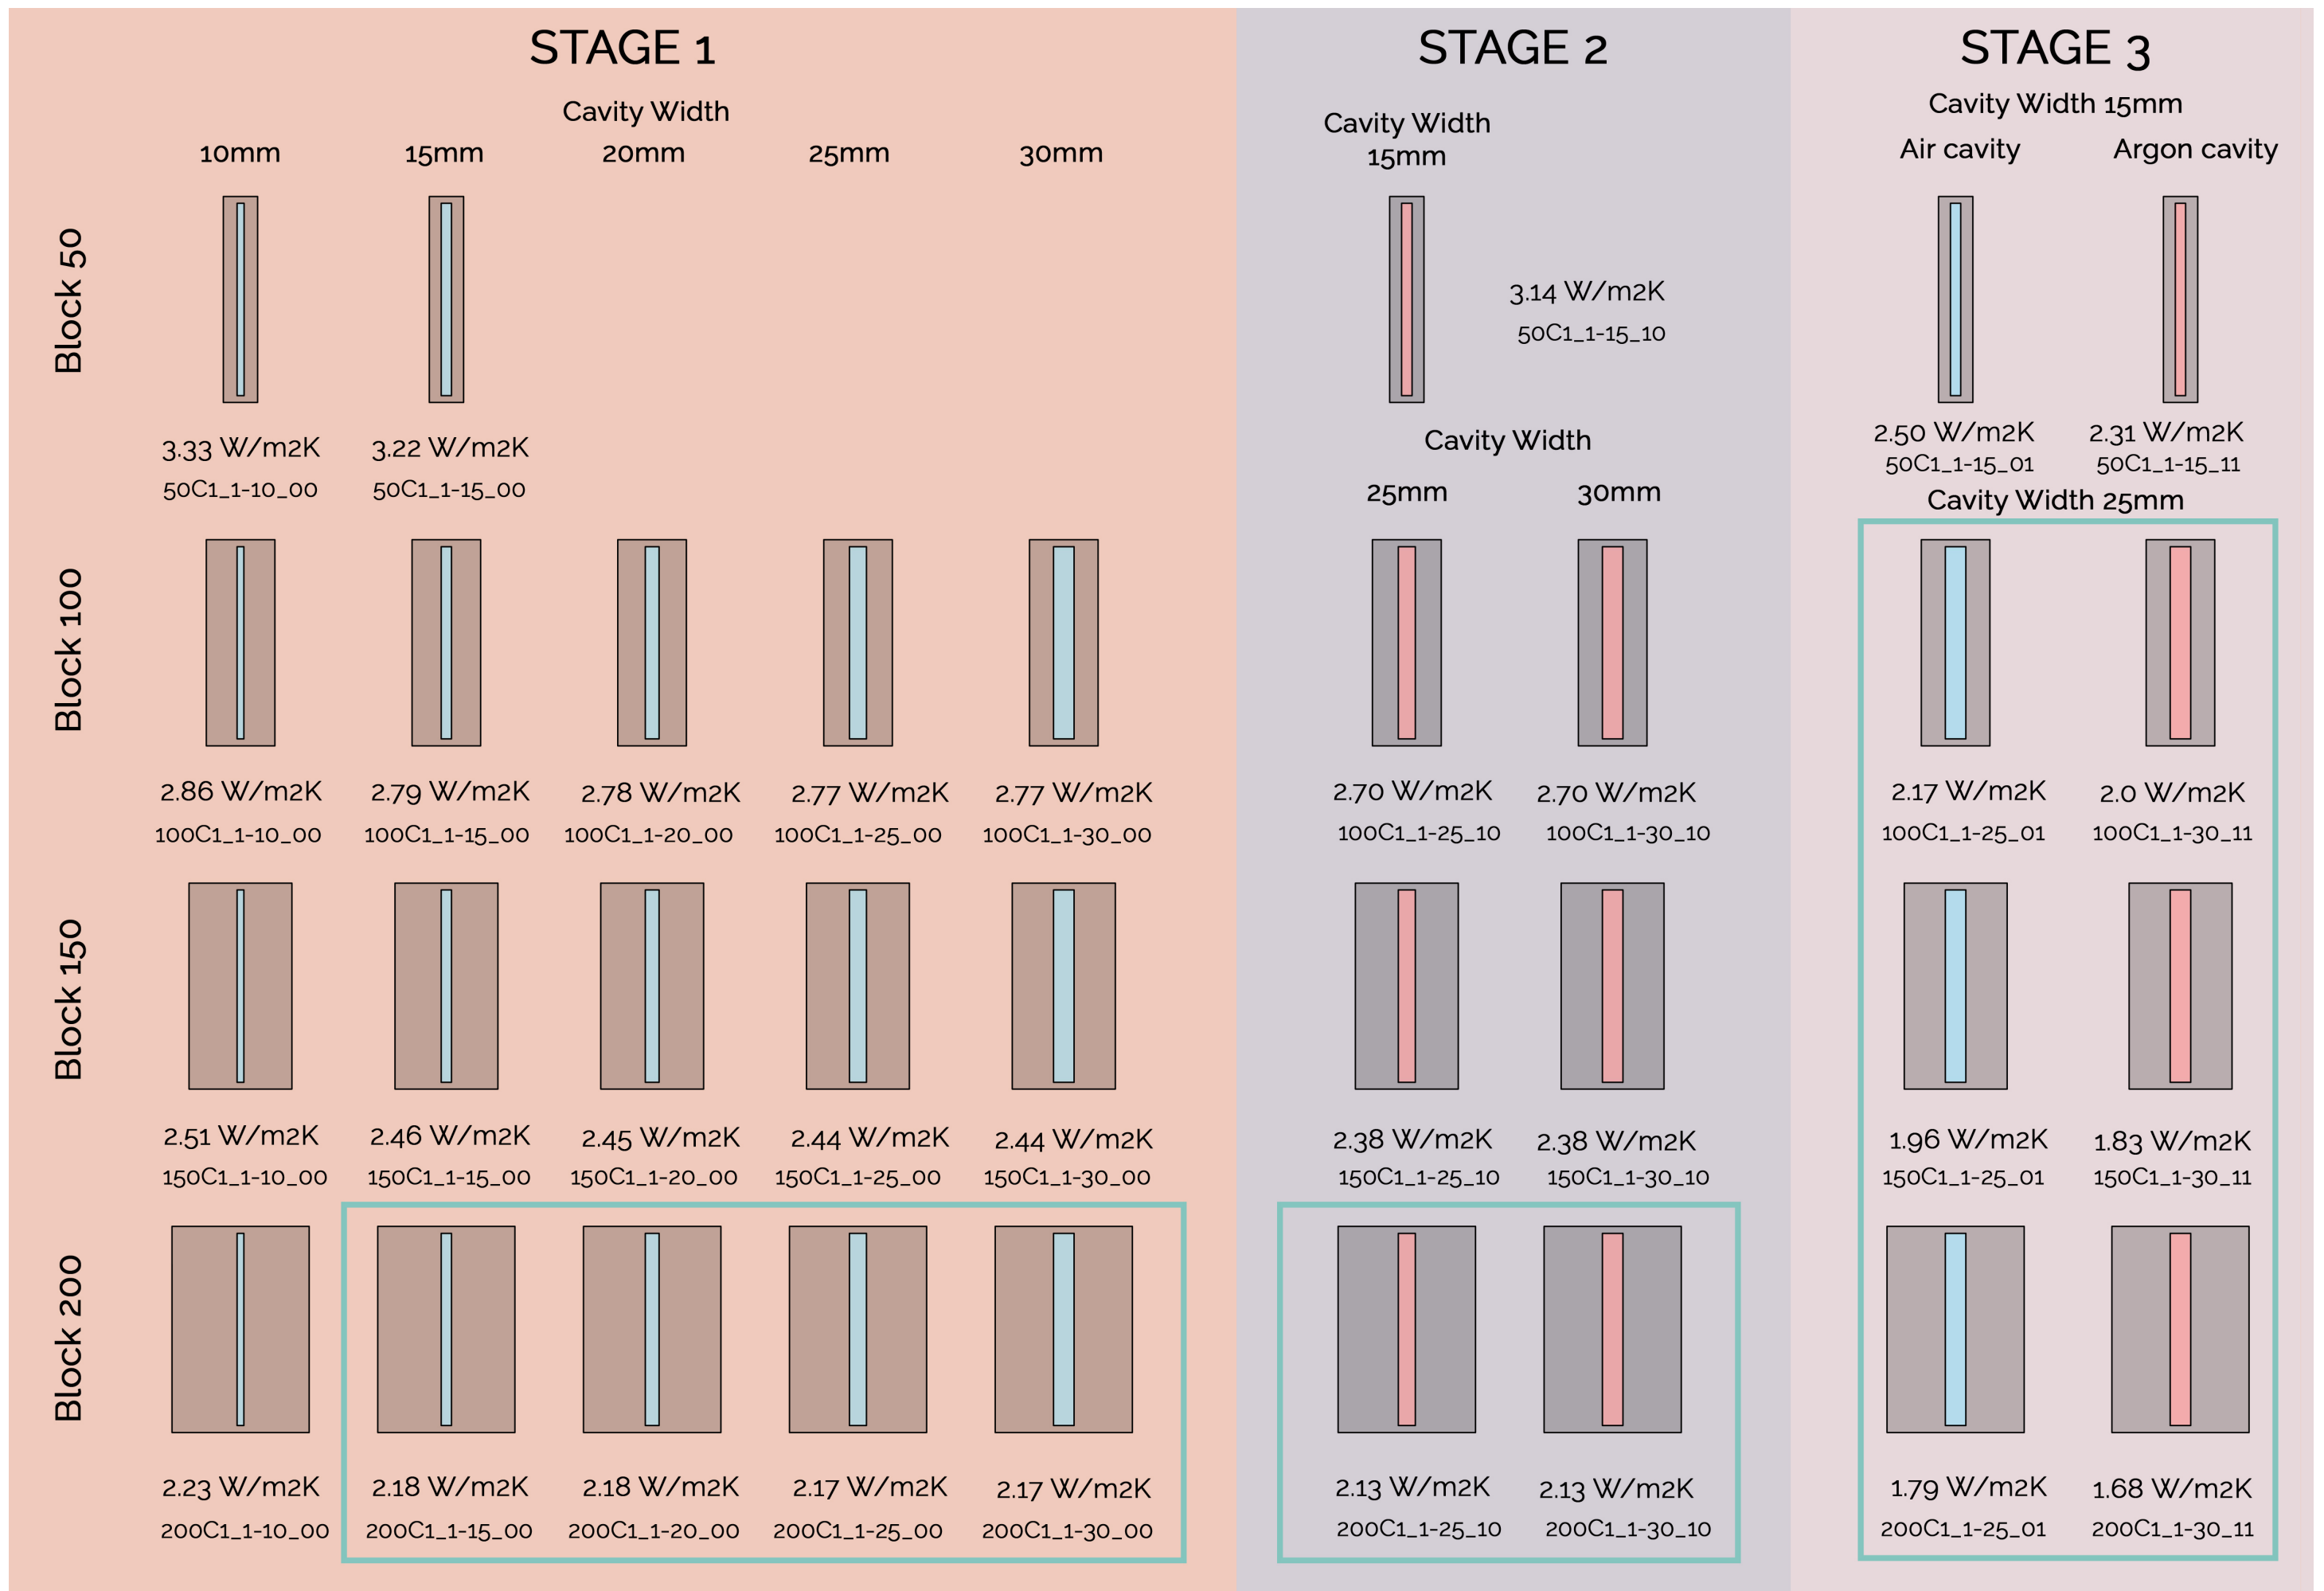 STAGE 1
Cavity Width
10mm 15mm 20mm 25mm 30mm
Block 50
3.33 W/m2K 3.22 W/m2K
50C1_1-10_00 50C1_1-15_00
Block 100
2.86 W/m2K 2.79 W/m2K 2.78 W/m2K 2.77 W/m2K 2.77 W/m2K
100C1_1-10_00 100C1_1-15_00 100C1_1-20_00 100C1_1-25_00 100C1_1-30_00
Block 150
2.51 W/m2K 2.46 W/m2K 2.45 W/m2K 2.44 W/m2K 2.44 W/m2K
150C1_1-10_00 150C1_1-15_00 150C1_1-20_00 150C1_1-25_00 150C1_1-30_00
Block 200
2.23 W/m2K 2.18 W/m2K 2.18 W/m2K 2.17 W/m2K 2.17 W/m2K
200C1_1-10_00 200C1_1-15_00 200C1_1-20_00 200C1_1-25_00 200C1_1-30_00
STAGE 2
Cavity Width
15mm
3.14 W/m2K
50C1_1-15_10
Cavity Width
25mm 30mm
2.70 W/m2K 2.70 W/m2K
100C1_1-25_10 100C1_1-30_10
2.38 W/m2K 2.38 W/m2K
150C1_1-25_10 150C1_1-30_10
2.13 W/m2K 2.13 W/m2K
200C1_1-25_10 200C1_1-30_10
STAGE 3
Cavity Width 15mm
Air cavity Argon cavity
2.50 W/m2K 2.31 W/m2K
50C1_1-15_01 50C1_1-15_11
Cavity Width 25mm
2.17 W/m2K 2.0 W/m2K
100C1_1-25_01 100C1_1-30_11
1.96 W/m2K 1.83 W/m2K
150C1_1-25_01 150C1_1-30_11
1.79 W/m2K 1.68 W/m2K
200C1_1-25_01 200C1_1-30_11